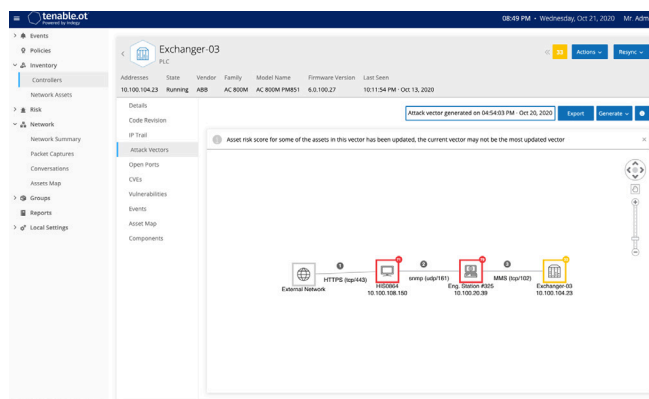 tenable.ot
Powered by Indegy
08:49 PM • Wednesday, Oct 21, 2020 Mr. Adm
Events
Policies
Inventory
Controllers
Network Assets
Risk
Network
Network Summary
Packet Captures
Conversations
Assets Map
Groups
Reports
Local Settings
Exchanger-03
PLC
Actions
Resync
Addresses State Vendor Family Model Name Firmware Version Last Seen
10.100.104.23 Running ABB AC 800M AC 800M PM851 6.0.100.27 10:11:54 PM · Oct 13, 2020
Details
Code Revision
IP Trail
Attack Vectors
Open Ports
CVEs
Vulnerabilities
Events
Asset Map
Components
Attack vector generated on 04:54:03 PM · Oct 20, 2020 Export Generate
Asset risk score for some of the assets in this vector has been updated, the current vector may not be the most updated vector
1 2 3
HTTPS (tcp/443) snmp (udp/161) MMS (tcp/102)
External Network
HIS0864 Eng. Station #325 Exchanger-03
10.100.108.150 10.100.20.39 10.100.104.23